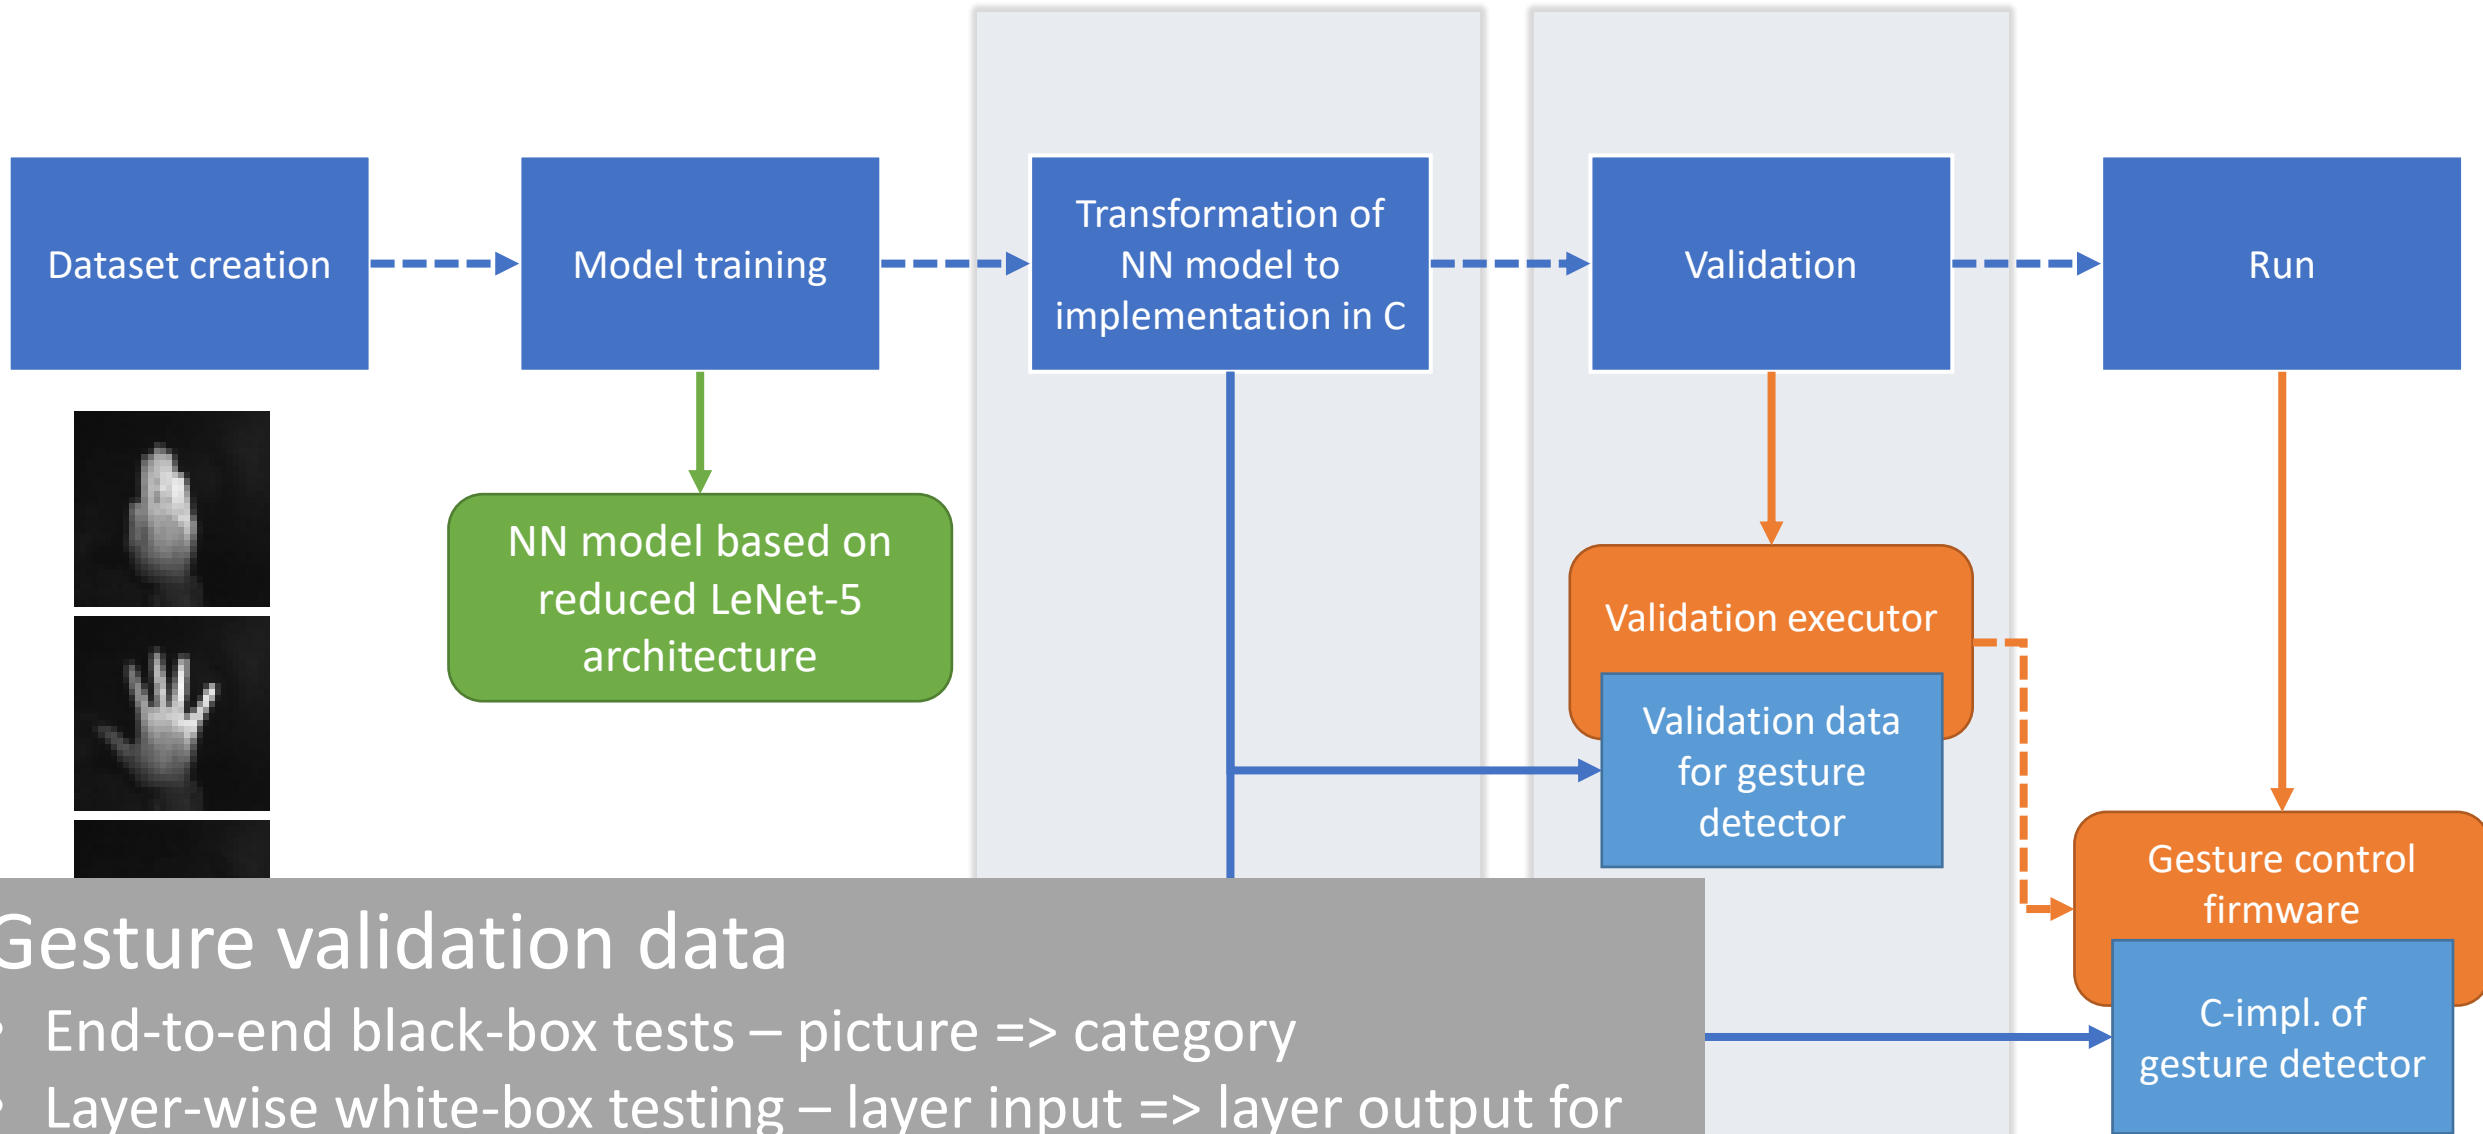 Dataset creation
Model training
Transformation of
NN model to
implementation in C
Validation
Run
NN model based on
reduced LeNet-5
architecture
Validation executor
Validation data
for gesture
detector
Gesture control
firmware
C-impl. of
gesture detector
Gesture validation data
• End-to-end black-box tests – picture => category
• Layer-wise white-box testing – layer input => layer output for